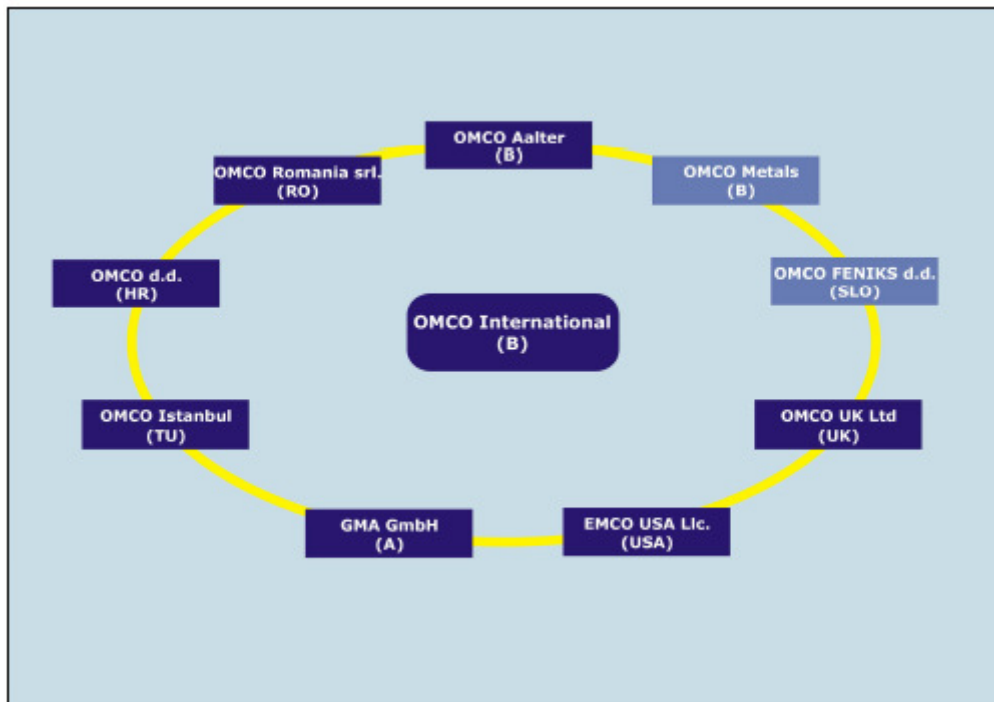 OMCO Aalter
(B)
OMCO Romania srl.
(RO)
OMCO Metals
(B)
OMCO d.d.
(HR)
OMCO FENIKS d.d.
(SLO)
OMCO International
(B)
OMCO Istanbul
(TU)
OMCO UK Ltd
(UK)
GMA GmbH
(A)
EMCO USA Llc.
(USA)